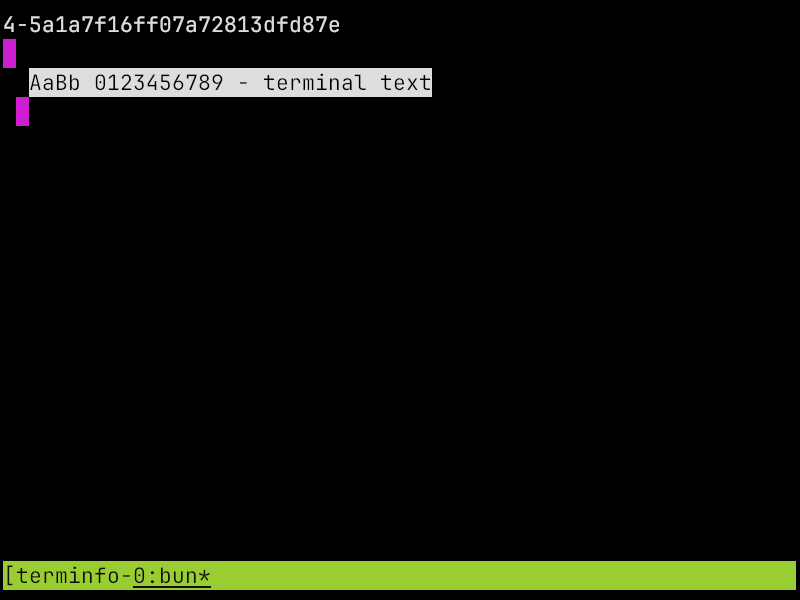 4-5a1a7f16ff07a72813dfd87e
AaBb 0123456789 - terminal text
[terminfo-0:bun*